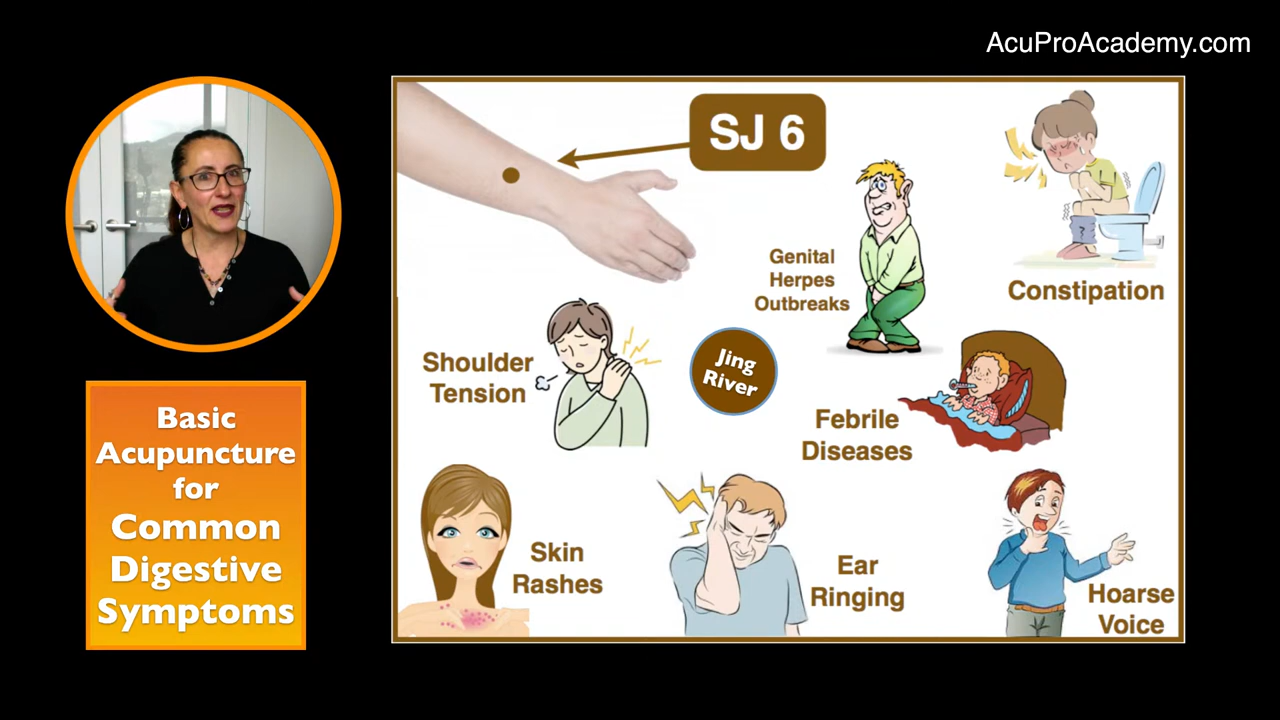 AcuProAcademy.com
SJ 6
Genital
Herpes
Outbreaks
Constipation
Shoulder
Tension
Jing
River
Febrile
Diseases
Skin
Rashes
Ear
Ringing
Hoarse
Voice
Basic
Acupuncture
for
Common
Digestive
Symptoms